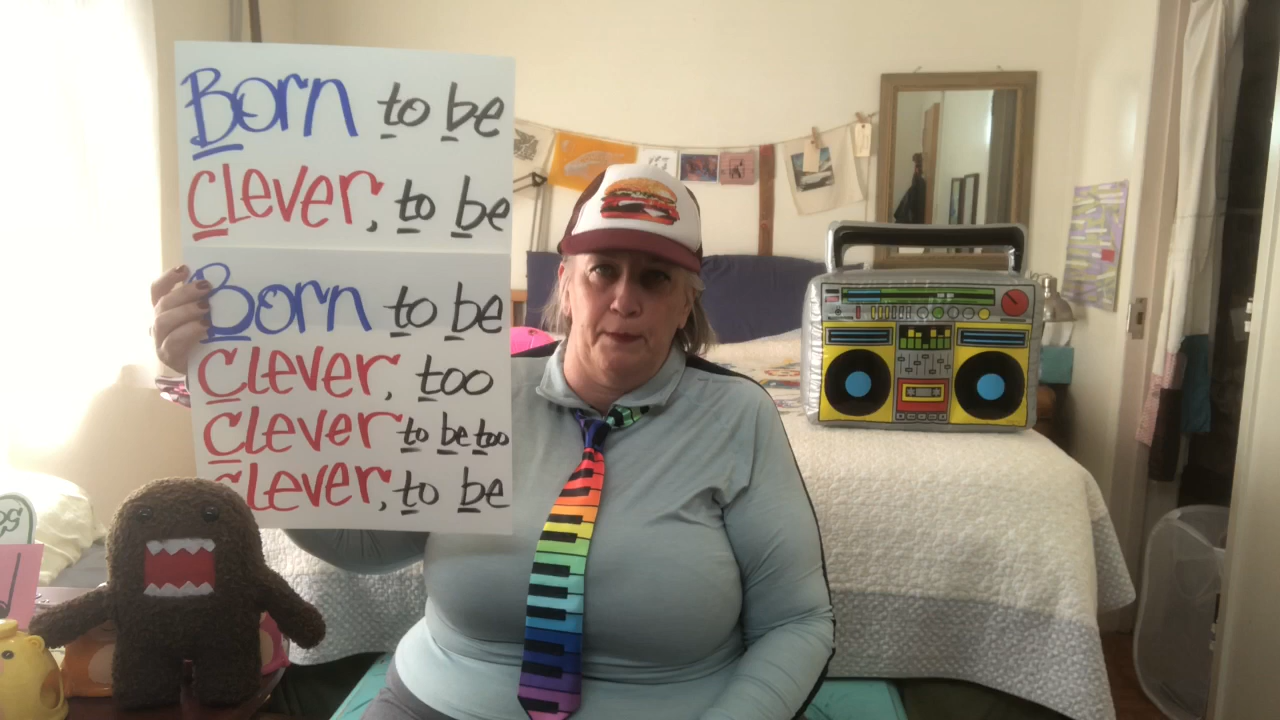 Born to be
Clever, to be
Born to be
Clever, too
Clever to be too
Clever, to be